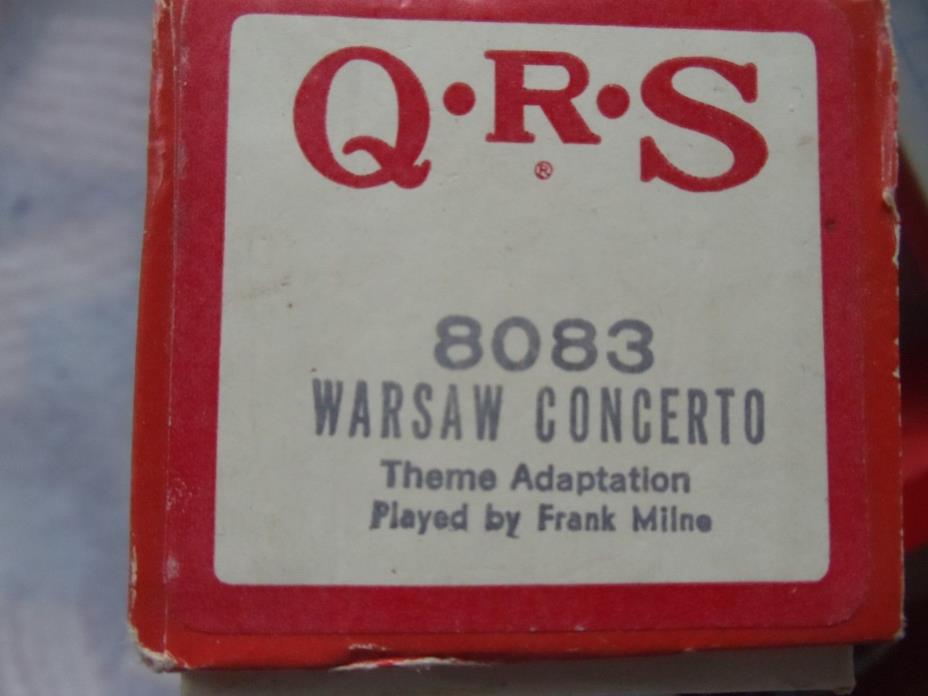 Q·R·S
®
8083
WARSAW CONCERTO
Theme Adaptation
Played by Frank Milne